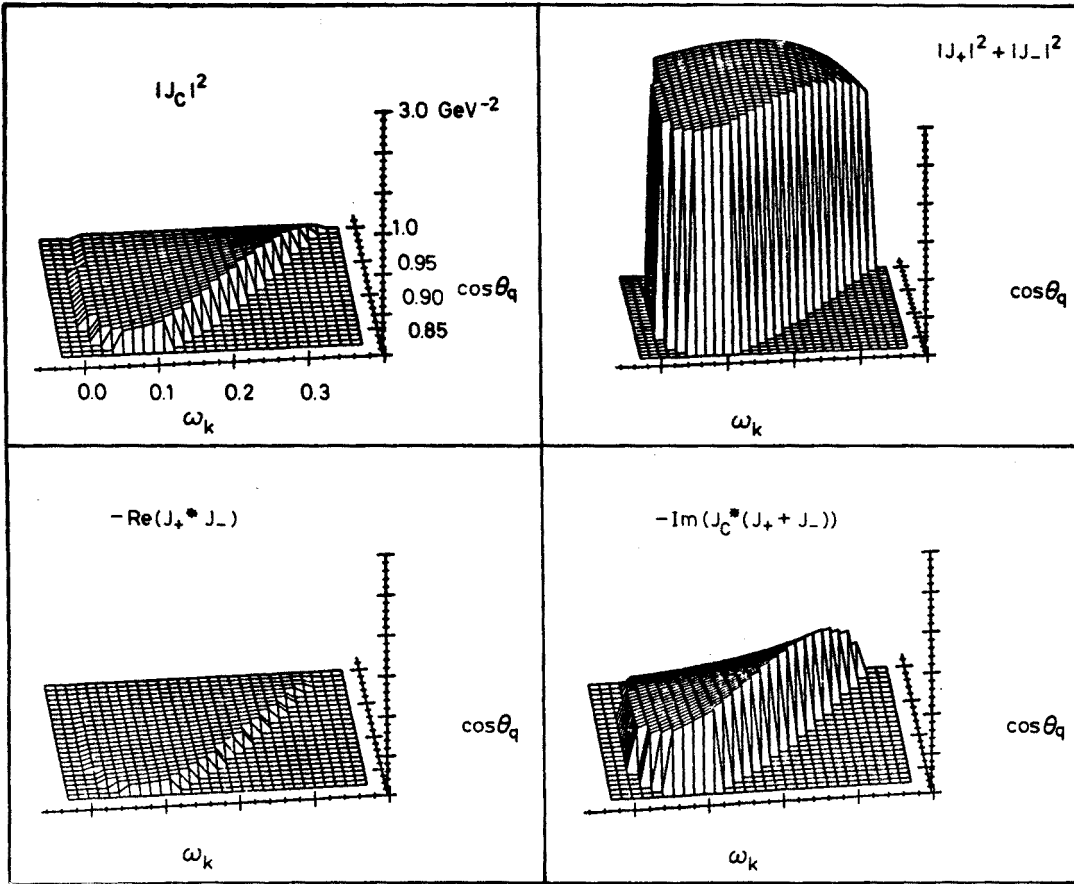 |J_C|²
3.0 GeV⁻²
1.0
0.95
0.90
0.85
cosθ_q
0.0 0.1 0.2 0.3
ω_k
|J_+|² + |J_-|²
cosθ_q
ω_k
-Re(J_+* J_-)
cosθ_q
ω_k
-Im(J_C*(J_+ + J_-))
cosθ_q
ω_k